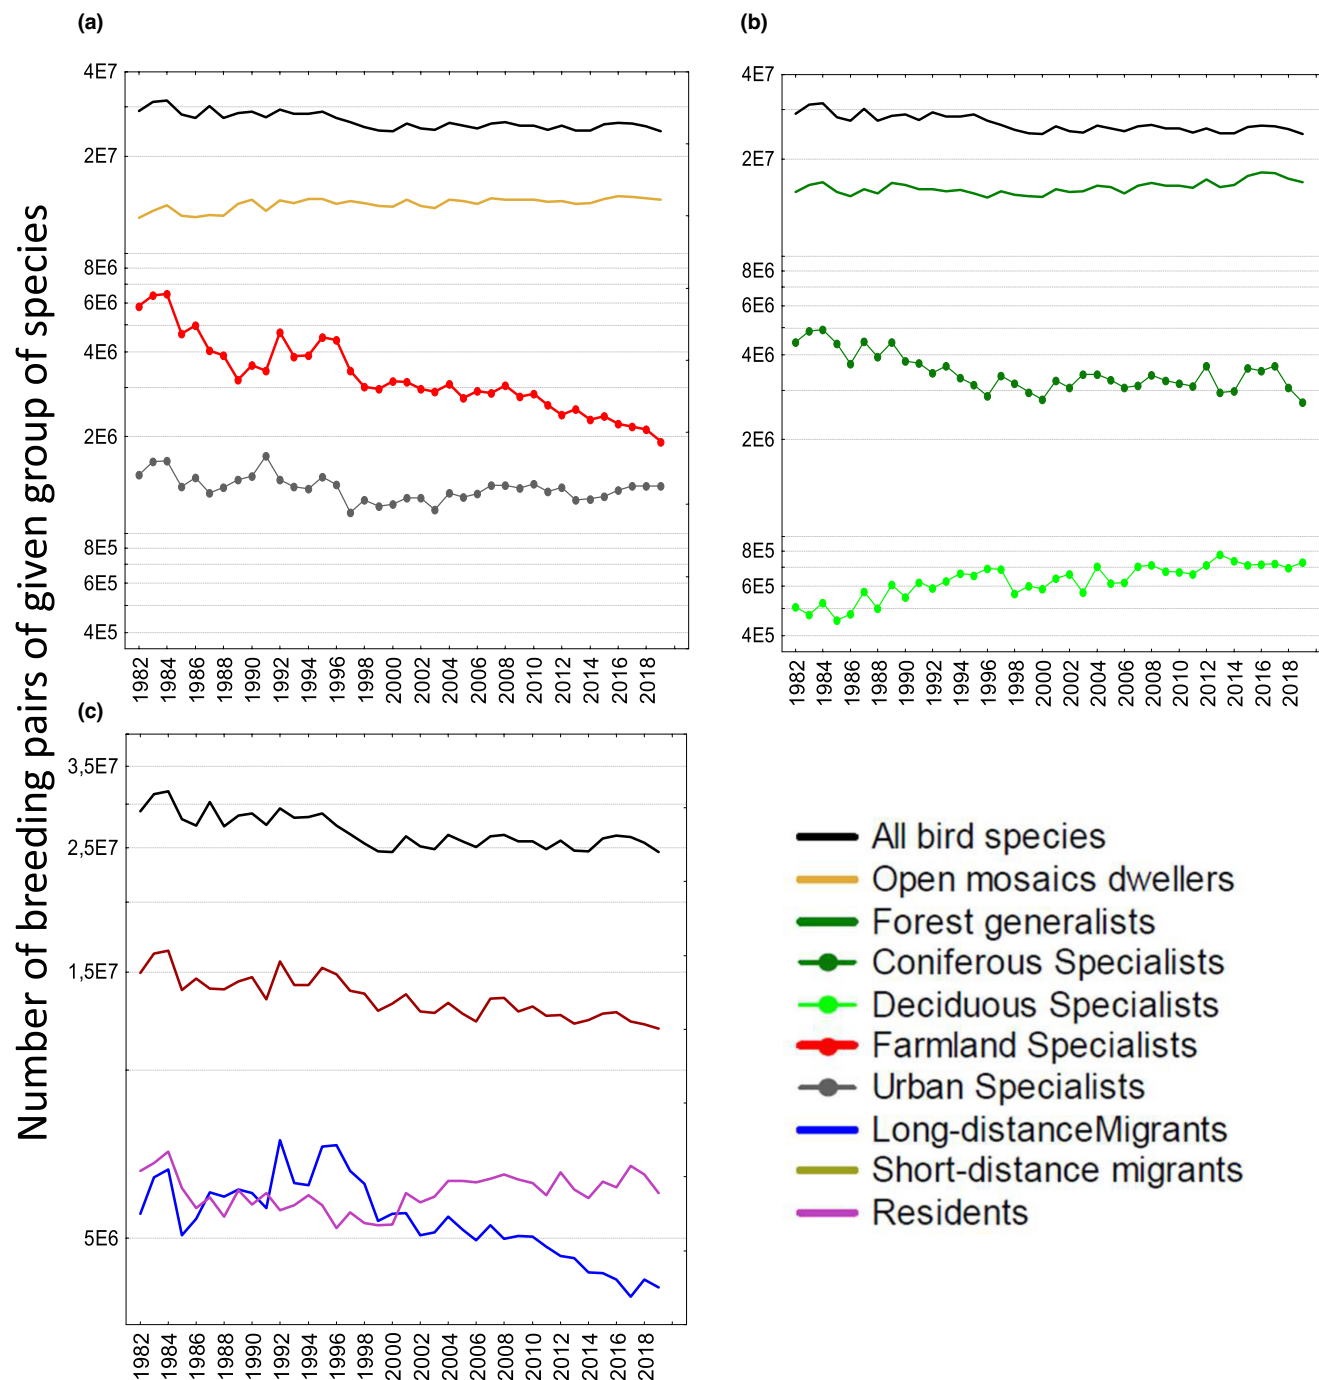 (a)
(b)
Number of breeding pairs of given group of species
4E7
2E7
8E6
6E6
4E6
2E6
8E5
6E5
4E5
1982 1984 1986 1988 1990 1992 1994 1996 1998 2000 2002 2004 2006 2008 2010 2012 2014 2016 2018
4E7
2E7
8E6
6E6
4E6
2E6
8E5
6E5
4E5
1982 1984 1986 1988 1990 1992 1994 1996 1998 2000 2002 2004 2006 2008 2010 2012 2014 2016 2018
(c)
3,5E7
2,5E7
1,5E7
5E6
1982 1984 1986 1988 1990 1992 1994 1996 1998 2000 2002 2004 2006 2008 2010 2012 2014 2016 2018
All bird species
Open mosaics dwellers
Forest generalists
Coniferous Specialists
Deciduous Specialists
Farmland Specialists
Urban Specialists
Long-distanceMigrants
Short-distance migrants
Residents